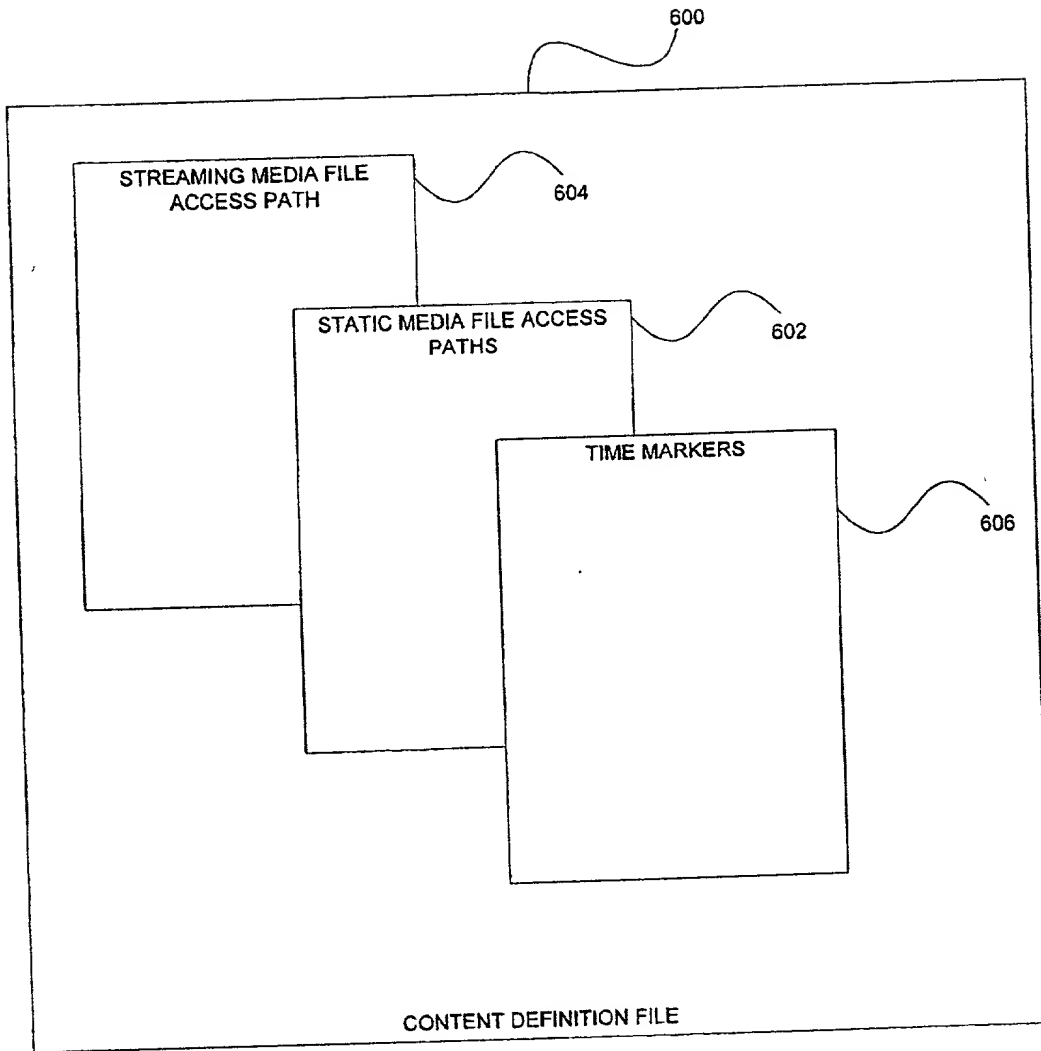 600
STREAMING MEDIA FILE
ACCESS PATH
604
STATIC MEDIA FILE ACCESS
PATHS
602
TIME MARKERS
606
CONTENT DEFINITION FILE